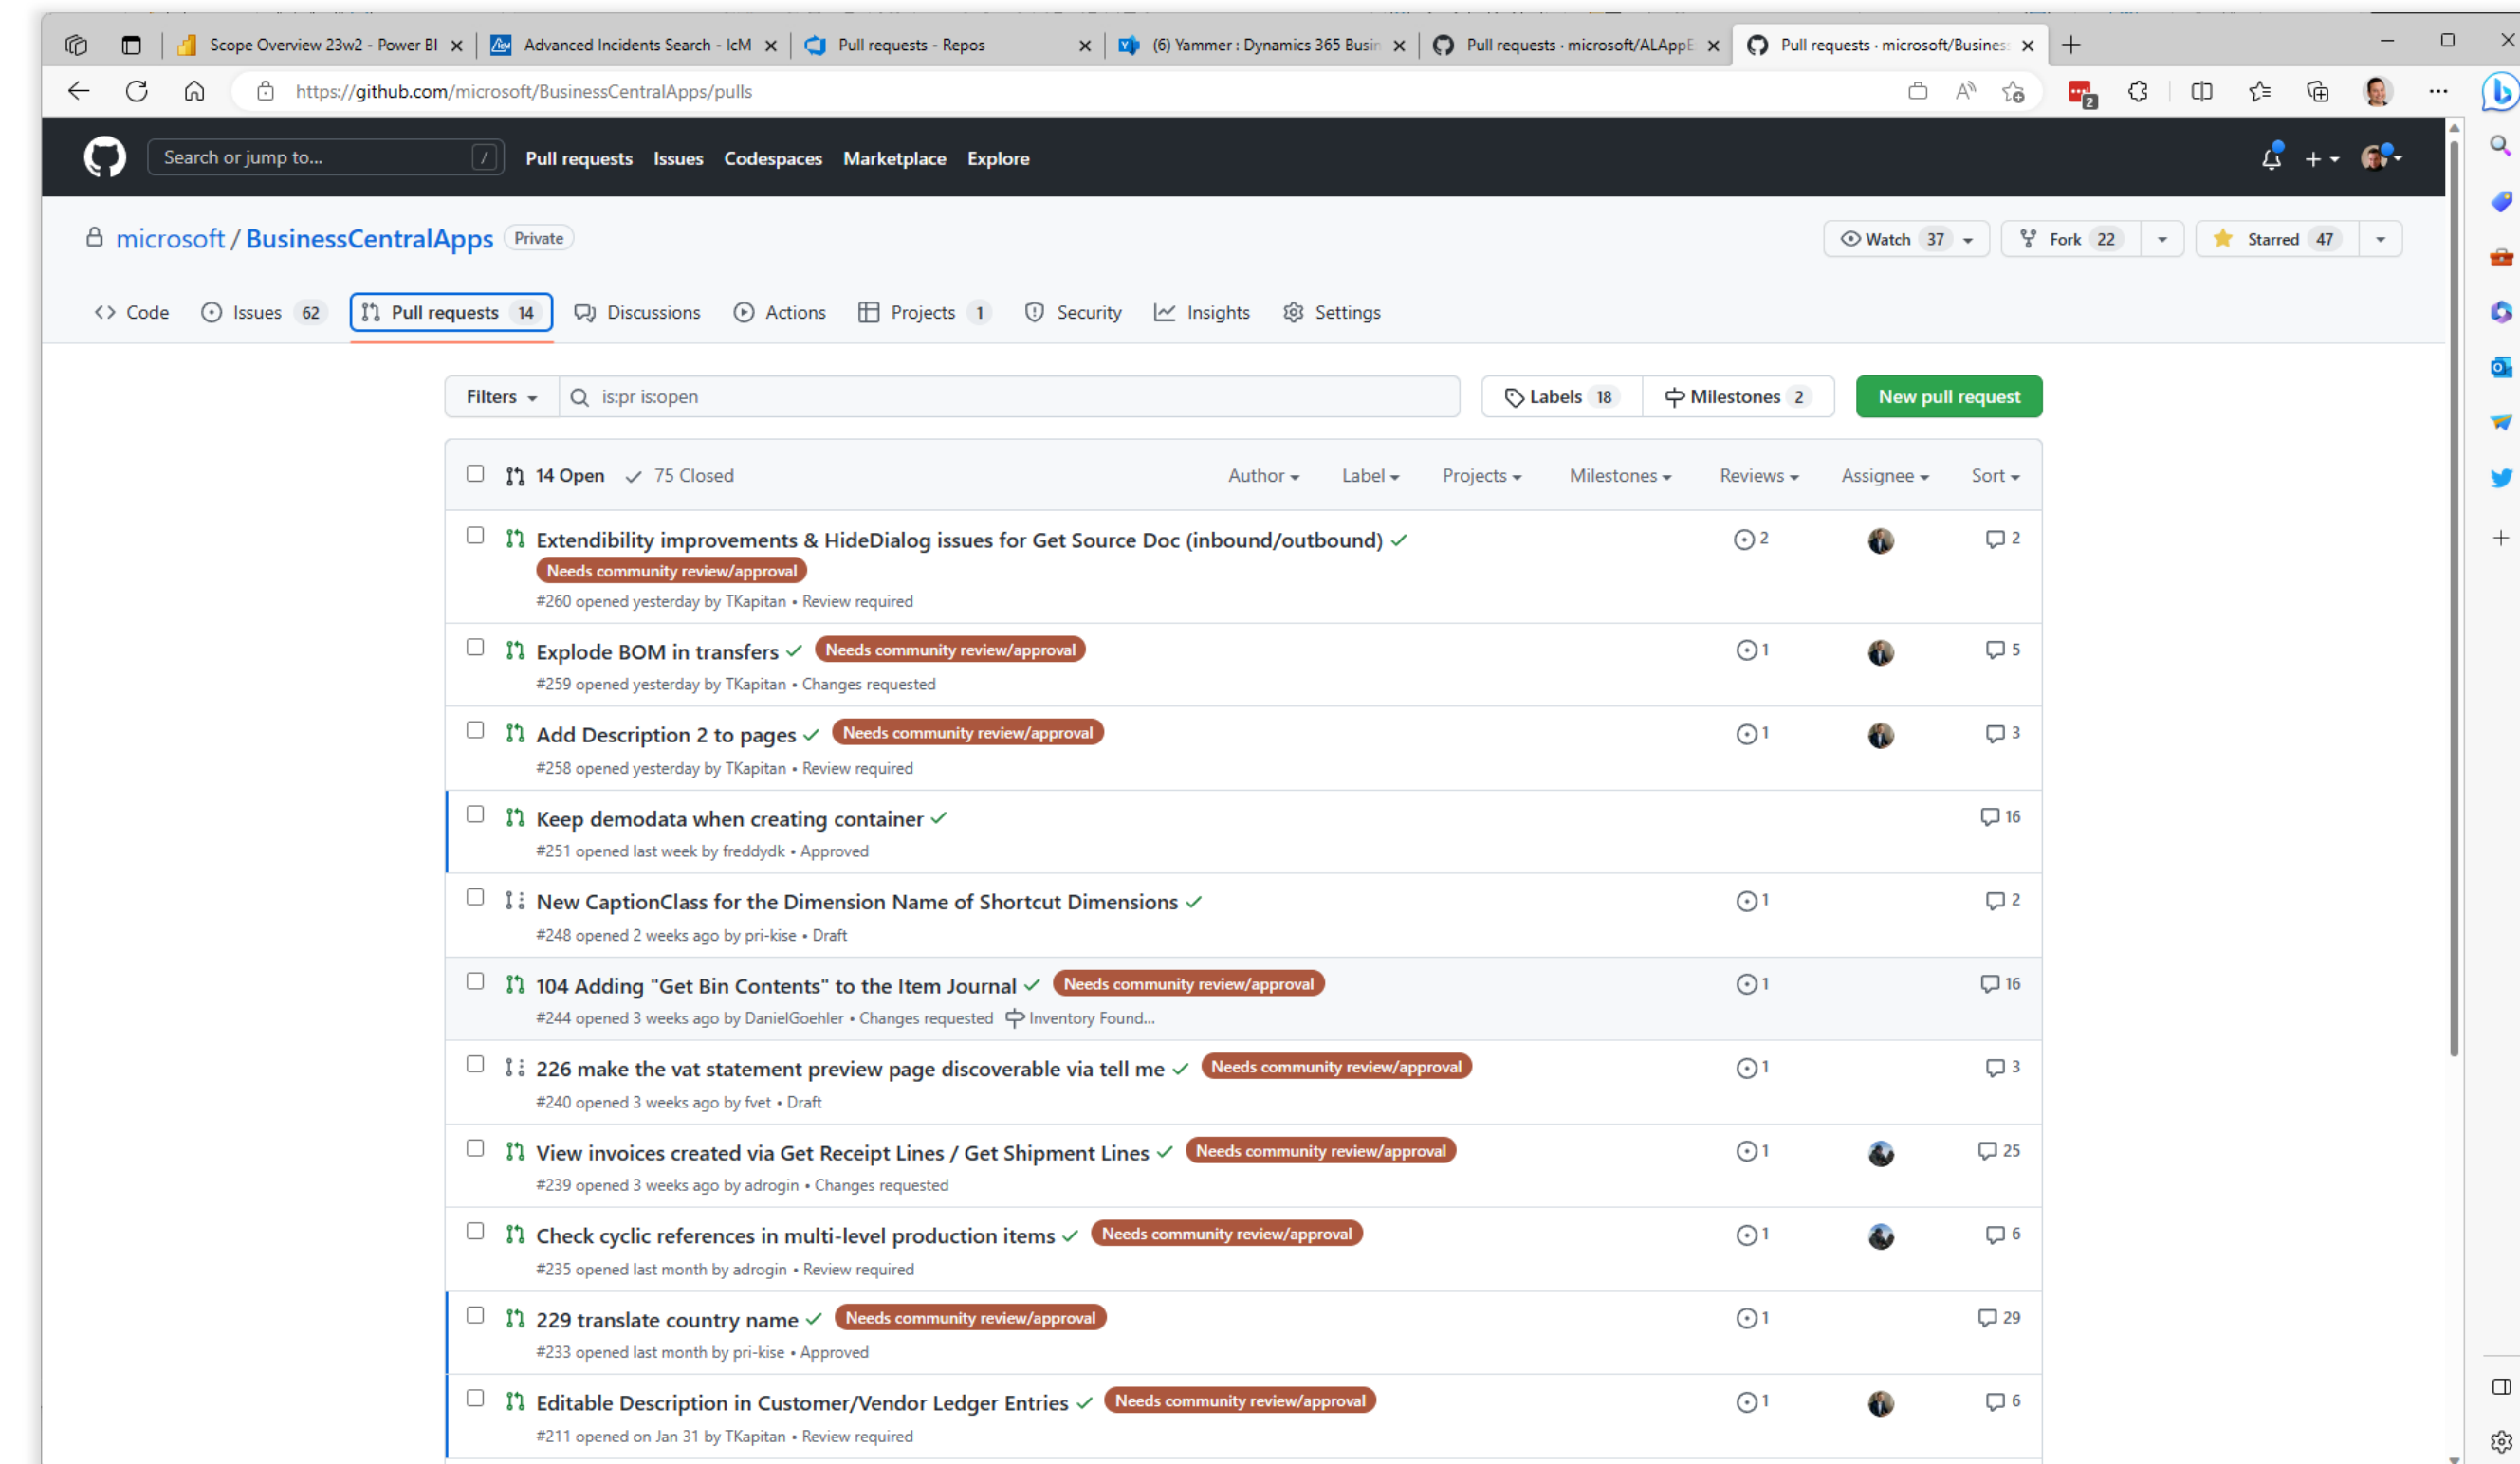 Scope Overview 23w2 - Power BI
Advanced Incidents Search - IcM
Pull requests - Repos
(6) Yammer : Dynamics 365 Busin
Pull requests · microsoft/ALAppE
Pull requests · microsoft/Busines
https://github.com/microsoft/BusinessCentralApps/pulls
2
Search or jump to... /
Pull requests Issues Codespaces Marketplace Explore
microsoft / BusinessCentralApps Private
Watch 37 Fork 22 Starred 47
Code Issues 62 Pull requests 14 Discussions Actions Projects 1 Security Insights Settings
Filters is:pr is:open Labels 18 Milestones 2 New pull request
14 Open 75 Closed Author Label Projects Milestones Reviews Assignee Sort
Extendibility improvements & HideDialog issues for Get Source Doc (inbound/outbound) 2 2
Needs community review/approval
#260 opened yesterday by TKapitan • Review required
Explode BOM in transfers Needs community review/approval 1 5
#259 opened yesterday by TKapitan • Changes requested
Add Description 2 to pages Needs community review/approval 1 3
#258 opened yesterday by TKapitan • Review required
Keep demodata when creating container 16
#251 opened last week by freddydk • Approved
New CaptionClass for the Dimension Name of Shortcut Dimensions 1 2
#248 opened 2 weeks ago by pri-kise • Draft
104 Adding "Get Bin Contents" to the Item Journal Needs community review/approval 1 16
#244 opened 3 weeks ago by DanielGoehler • Changes requested Inventory Found...
226 make the vat statement preview page discoverable via tell me Needs community review/approval 1 3
#240 opened 3 weeks ago by fvet • Draft
View invoices created via Get Receipt Lines / Get Shipment Lines Needs community review/approval 1 25
#239 opened 3 weeks ago by adrogin • Changes requested
Check cyclic references in multi-level production items Needs community review/approval 1 6
#235 opened last month by adrogin • Review required
229 translate country name Needs community review/approval 1 29
#233 opened last month by pri-kise • Approved
Editable Description in Customer/Vendor Ledger Entries Needs community review/approval 1 6
#211 opened on Jan 31 by TKapitan • Review required